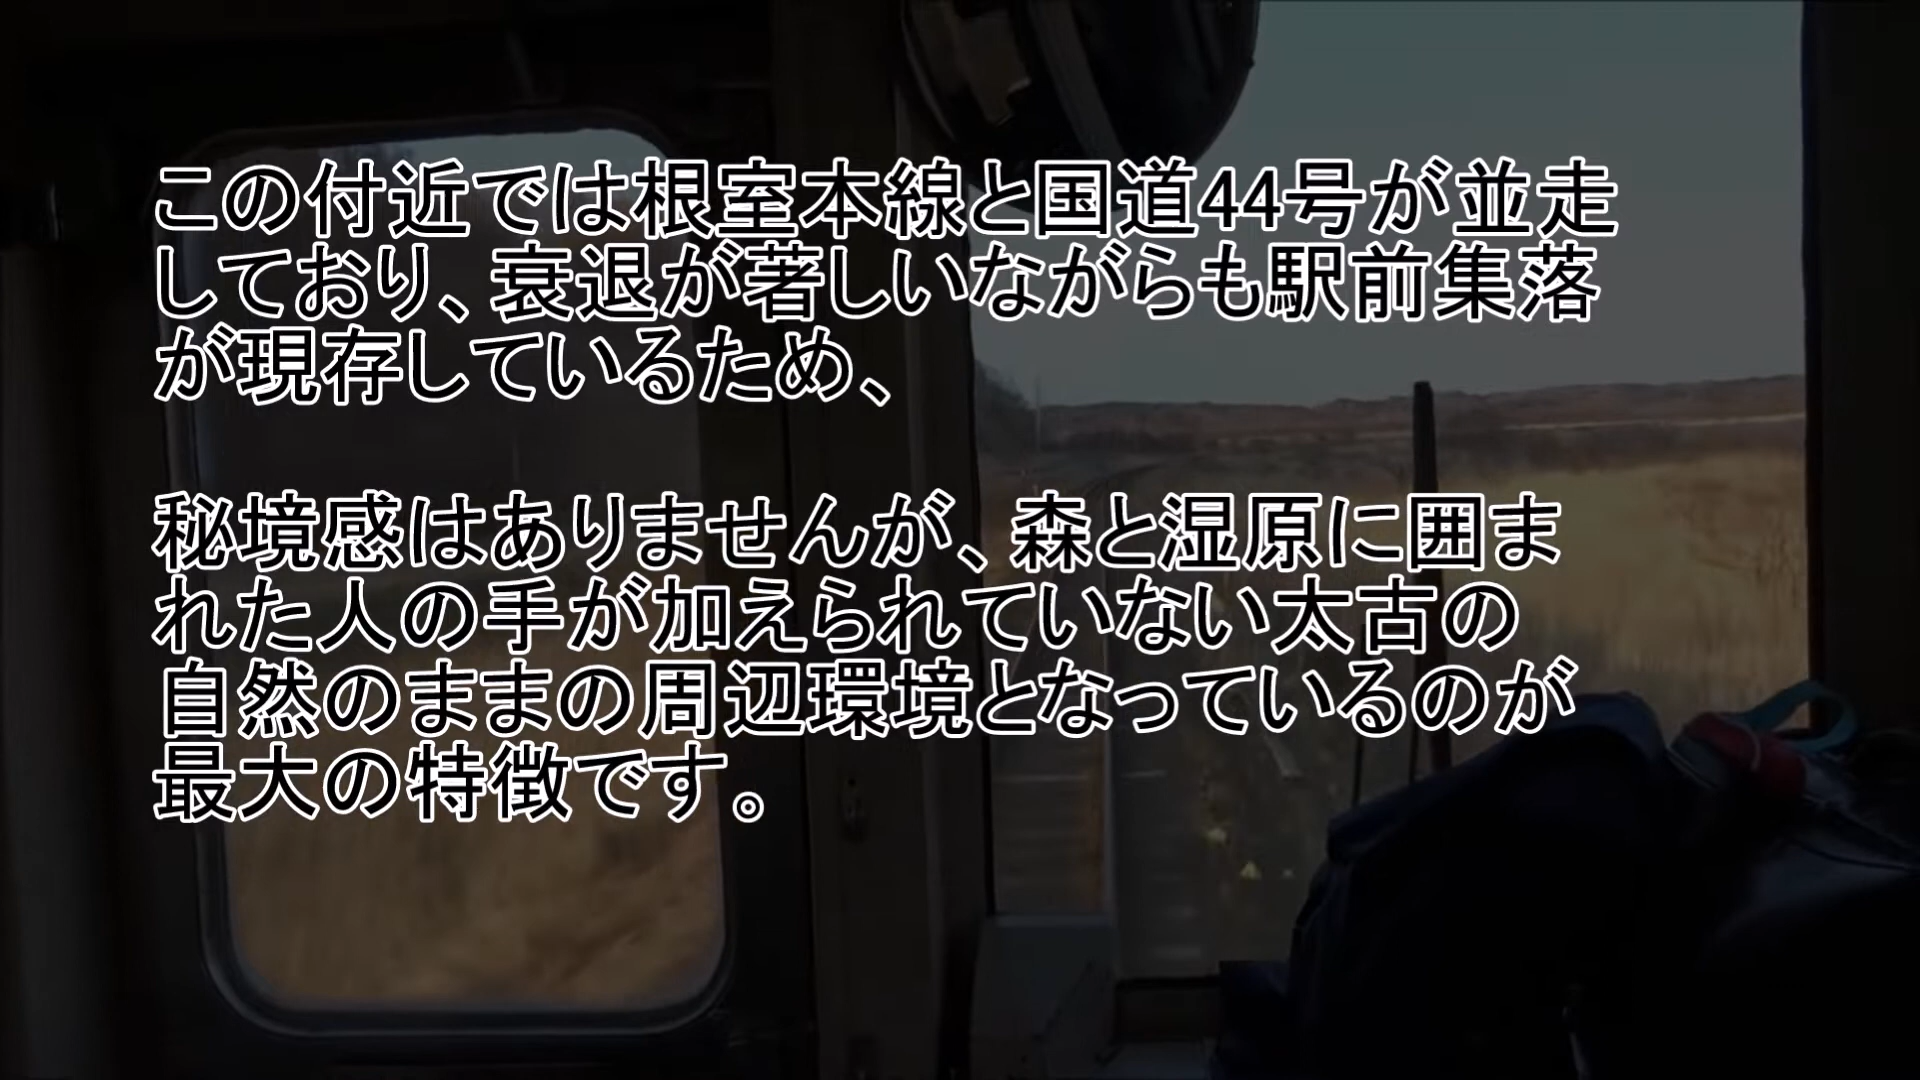 この付近では根室本線と国道44号が並走
しており、衰退が著しいながらも駅前集落
が現存しているため、
秘境感はありませんが、森と湿原に囲ま
れた人の手が加えられていない太古の
自然のままの周辺環境となっているのが
最大の特徴です。